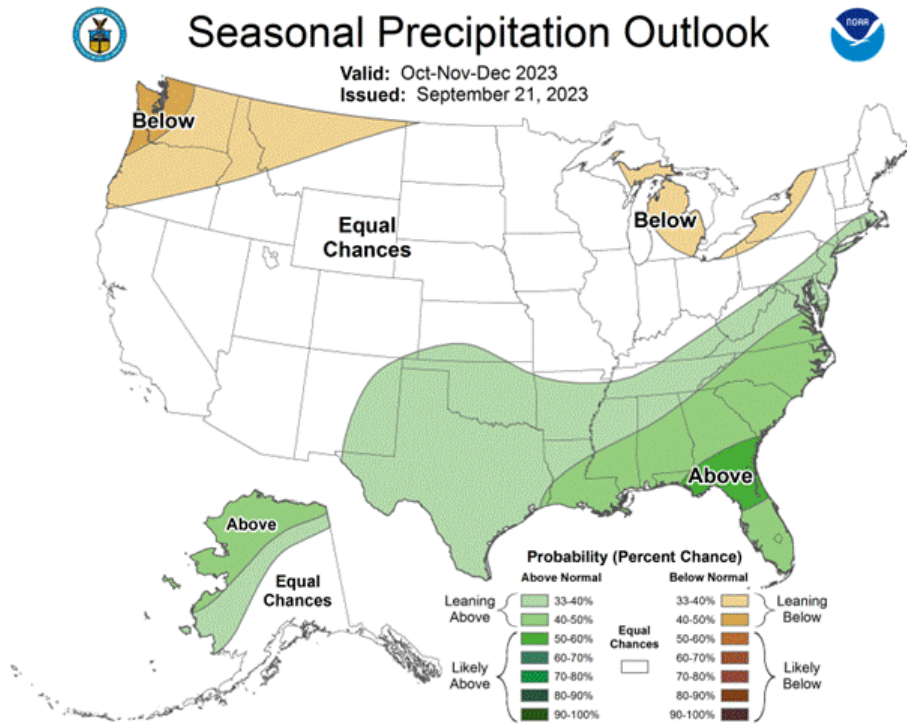 Seasonal Precipitation Outlook
NOAA
Valid: Oct-Nov-Dec 2023
Issued: September 21, 2023
Below
Equal
Chances
Below
Above
Above
Equal
Chances
Probability (Percent Chance)
Above Normal
Below Normal
Leaning
Above
33-40%
40-50%
50-60%
60-70%
70-80%
80-90%
90-100%
Likely
Above
Equal
Chances
33-40%
40-50%
50-60%
60-70%
70-80%
80-90%
90-100%
Leaning
Below
Likely
Below